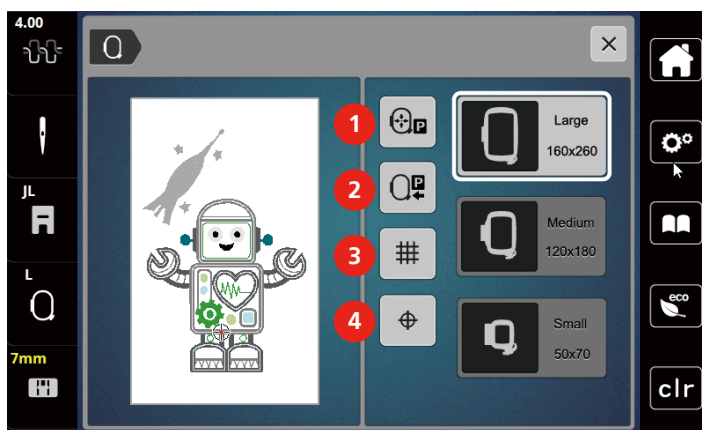 4.00
JL
L
7mm
1
P
2
P
3
4
Large
160x260
Medium
120x180
Small
50x70
eco
clr